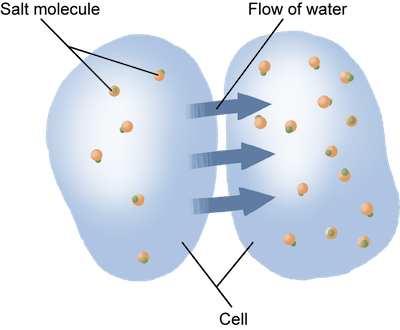 Salt molecule
Flow of water
Cell